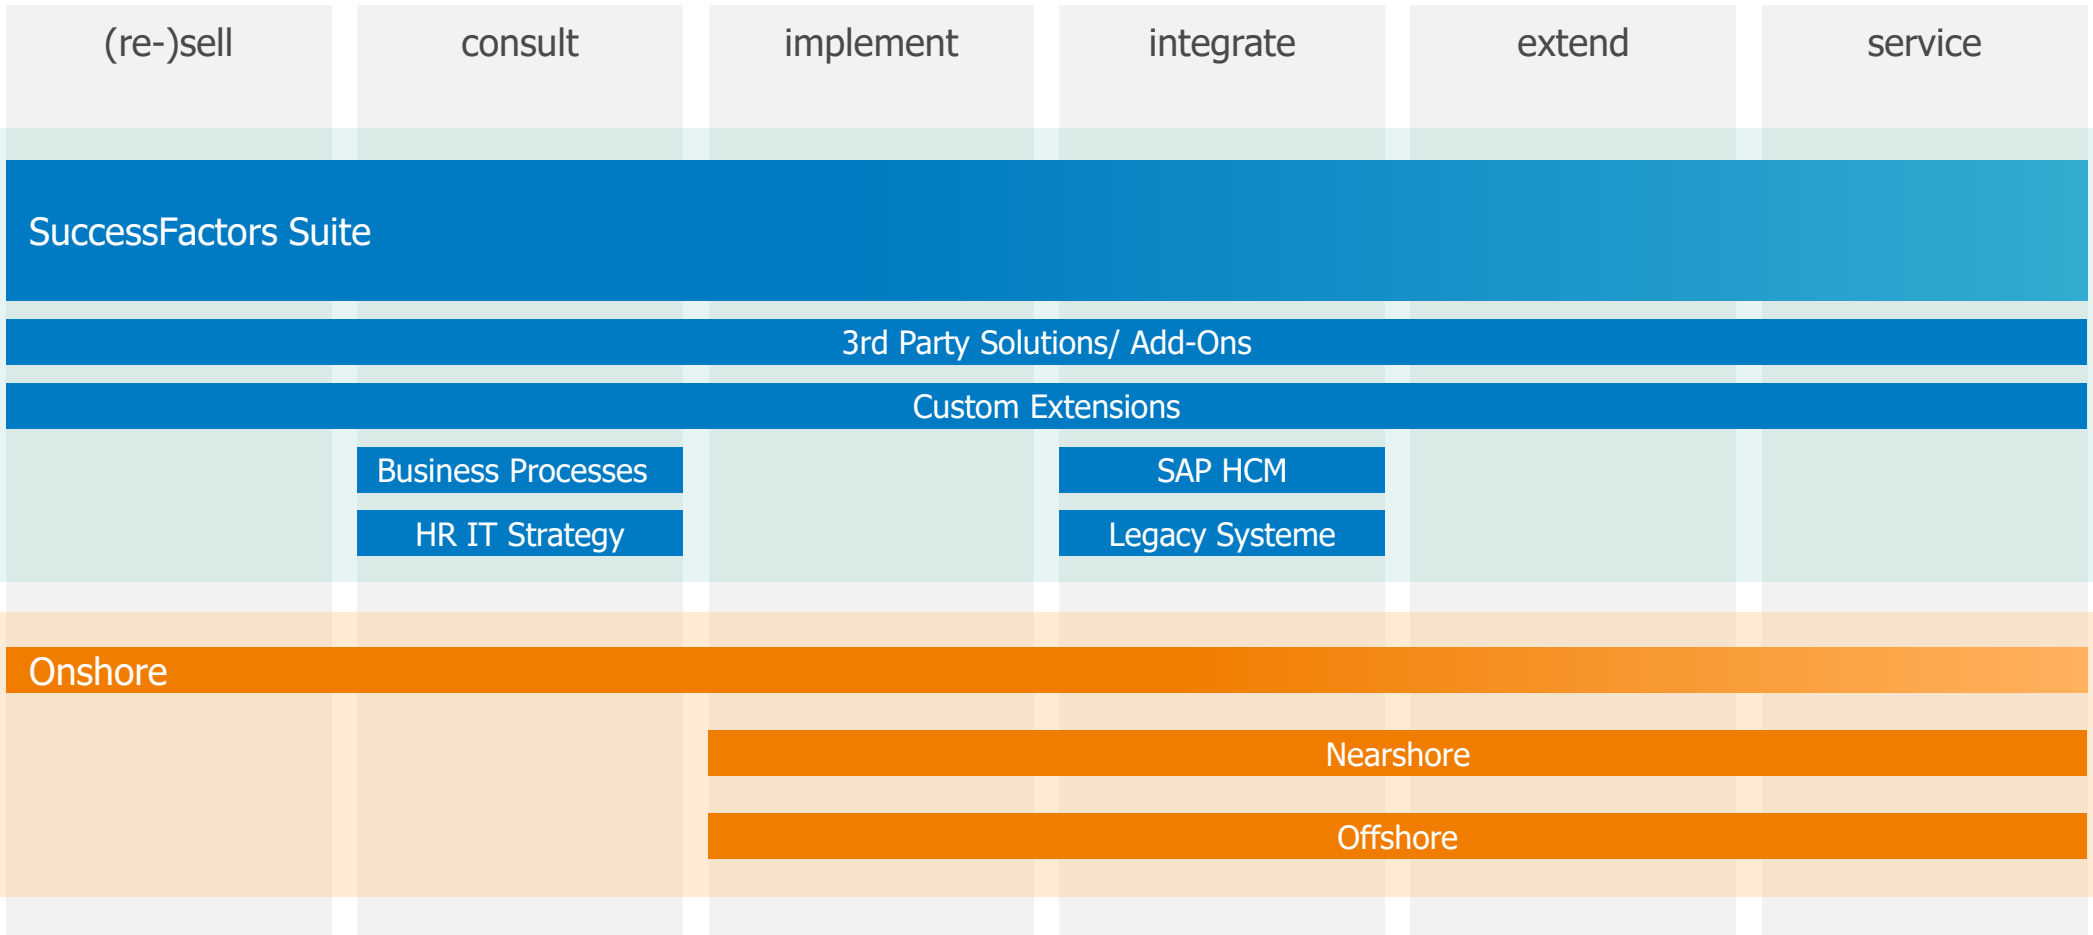 (re-)sell consult implement integrate extend service
SuccessFactors Suite
3rd Party Solutions/ Add-Ons
Custom Extensions
Business Processes SAP HCM
HR IT Strategy Legacy Systeme
Onshore
Nearshore
Offshore